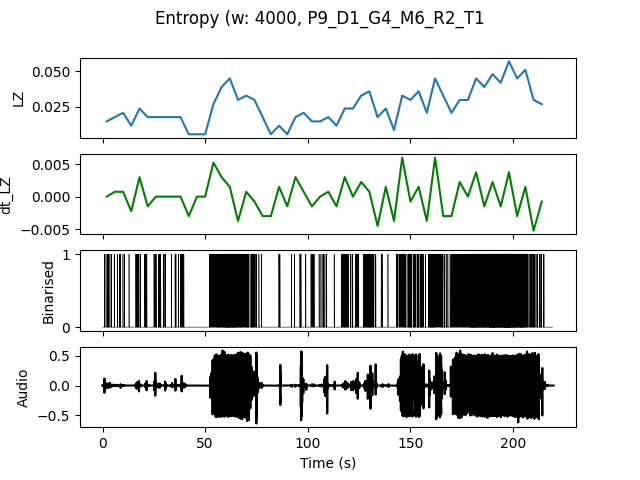 Entropy (w: 4000, P9_D1_G4_M6_R2_T1
LZ
0.050
0.025
dt_LZ
0.005
0.000
−0.005
Binarised
1
0
Audio
0.5
0.0
−0.5
0 50 100 150 200
Time (s)